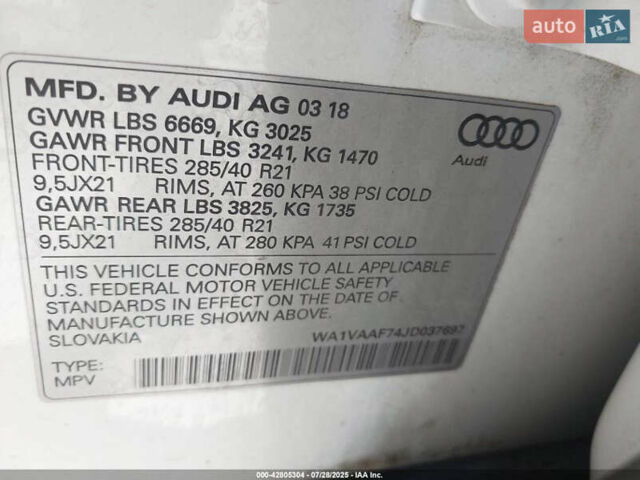 auto RIA.com
MFD. BY AUDI AG 03 18
GVWR LBS 6669, KG 3025
GAWR FRONT LBS 3241, KG 1470
FRONT-TIRES 285/40 R21
9,5JX21 RIMS, AT 260 KPA 38 PSI COLD
GAWR REAR LBS 3825, KG 1735
REAR-TIRES 285/40 R21
9,5JX21 RIMS, AT 280 KPA 41 PSI COLD
Audi
THIS VEHICLE CONFORMS TO ALL APPLICABLE
U.S. FEDERAL MOTOR VEHICLE SAFETY
STANDARDS IN EFFECT ON THE DATE OF
MANUFACTURE SHOWN ABOVE.
SLOVAKIA WA1VAAF74JD037697
TYPE:
MPV
000-42805304 - 07/28/2025 - IAA Inc.